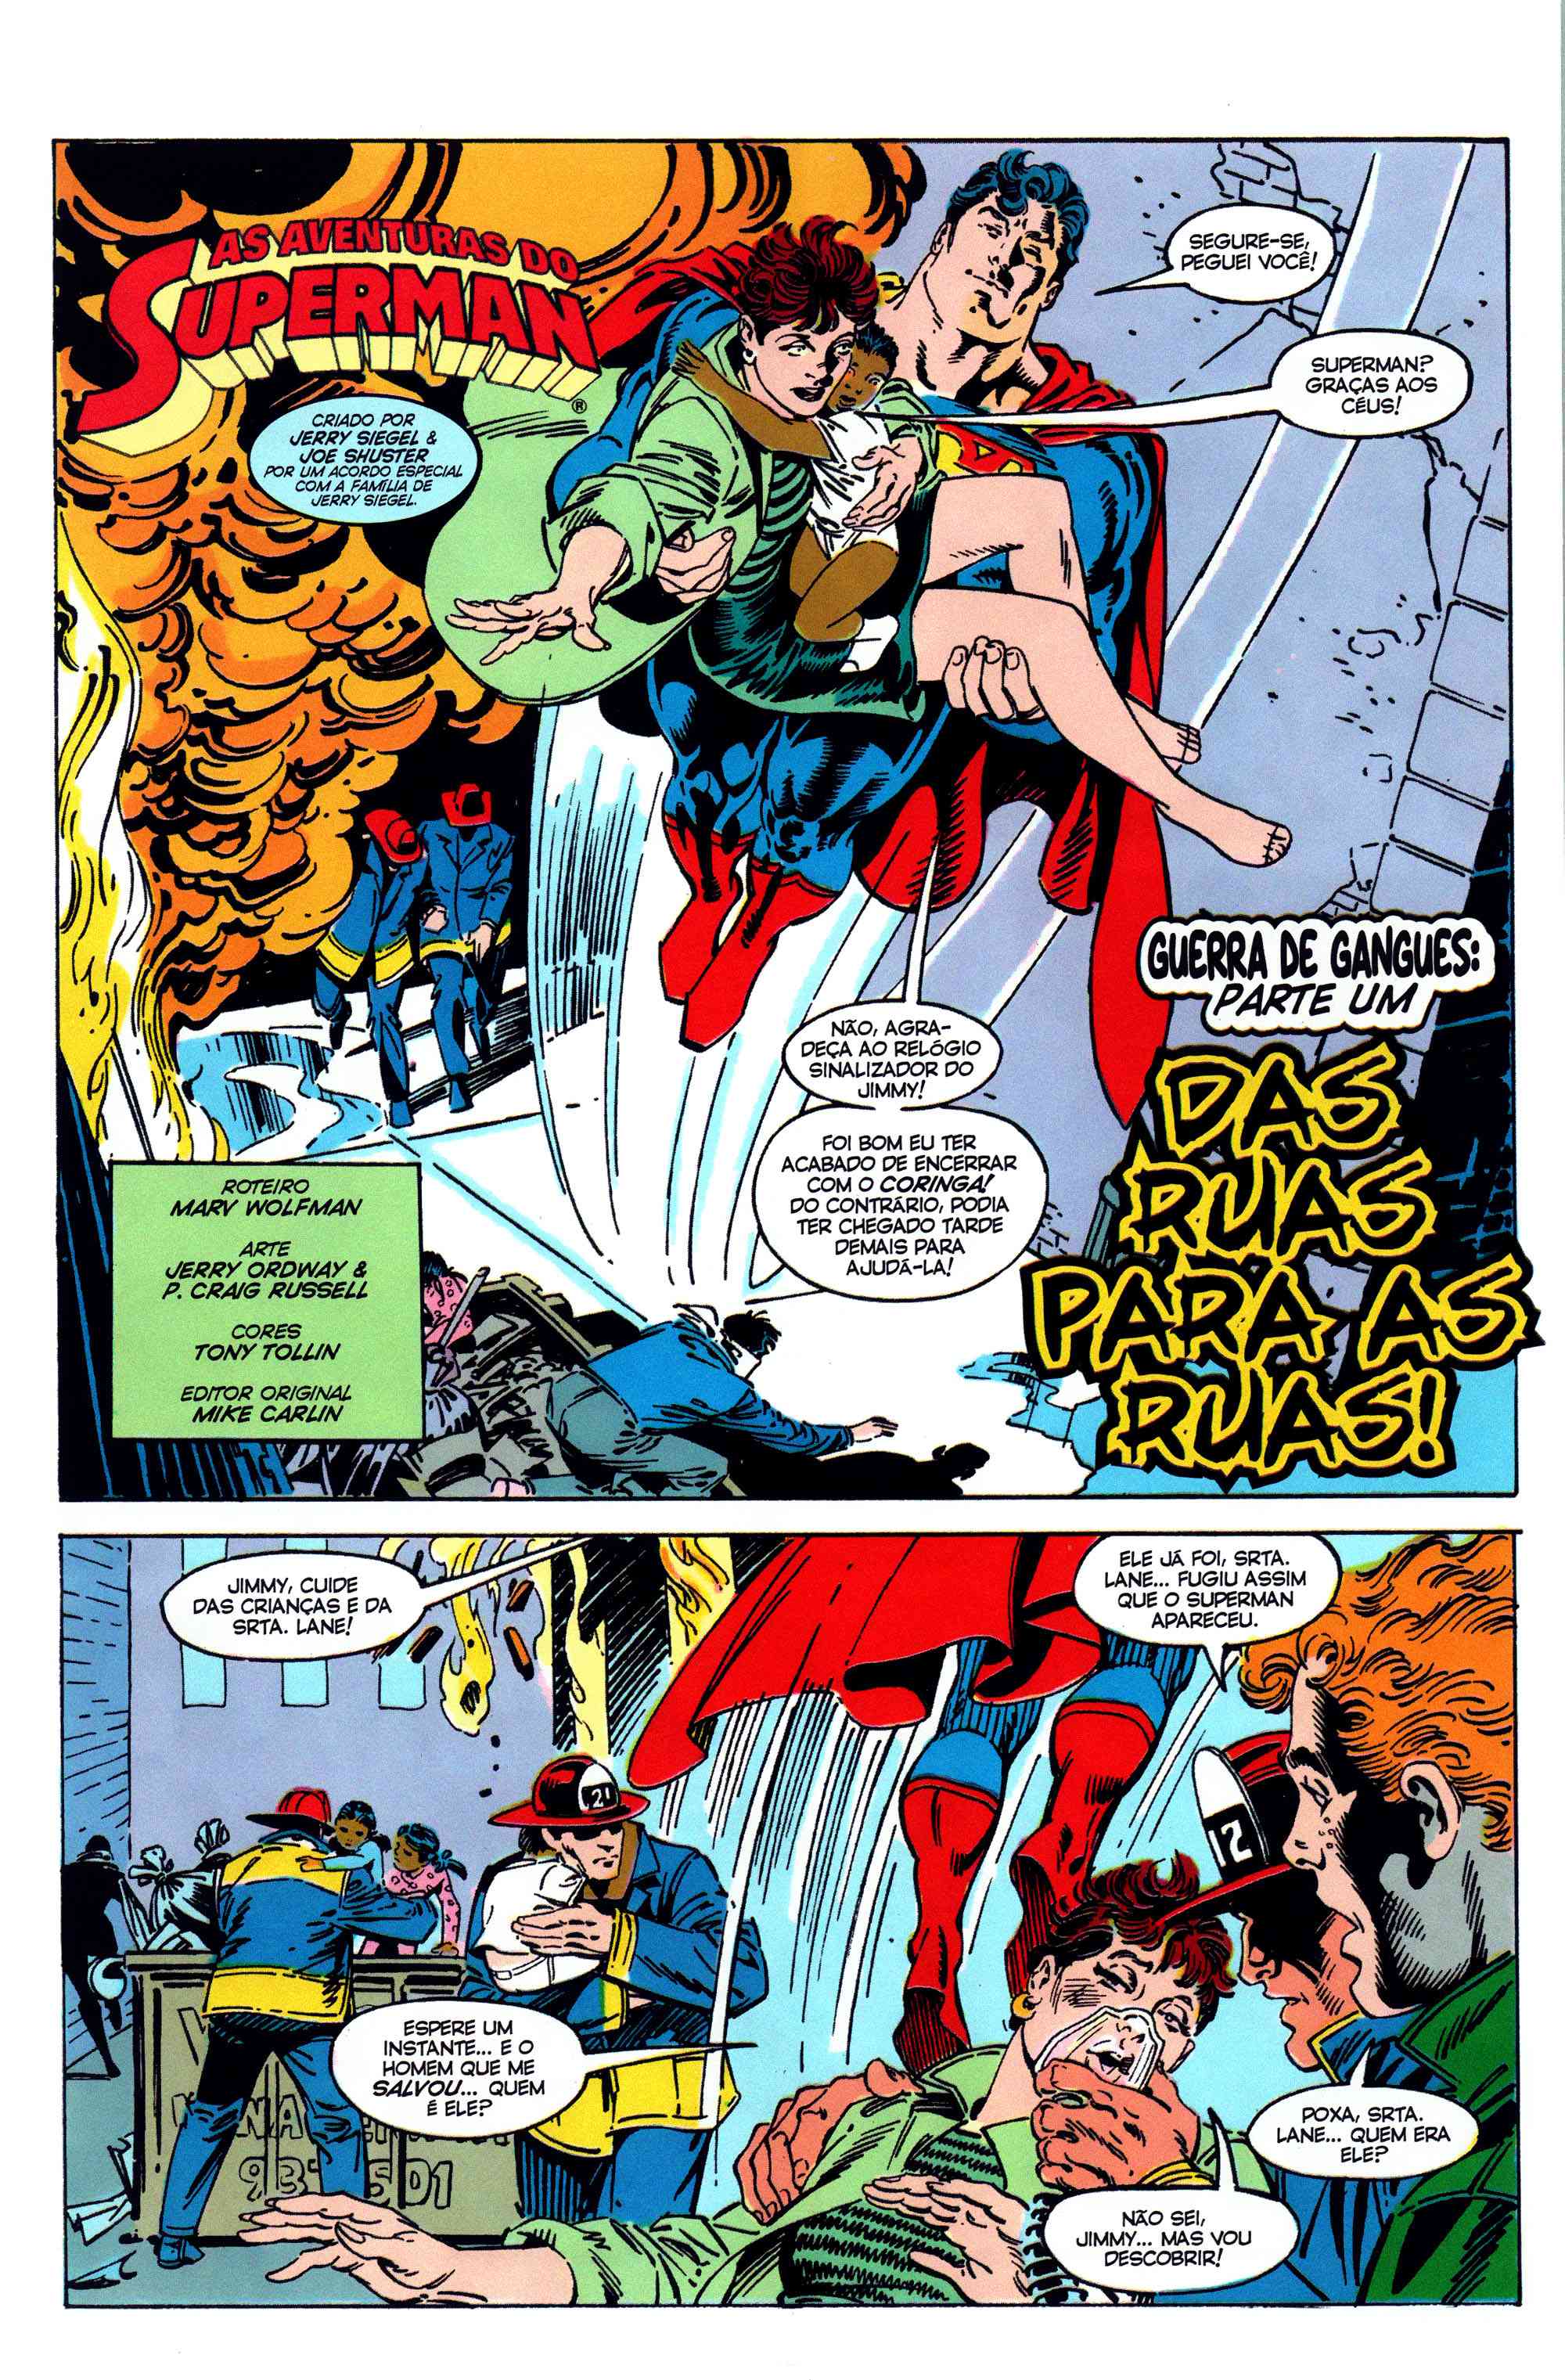 AS AVENTURAS DO
SUPERMAN
®
CRIADO POR
JERRY SIEGEL &
JOE SHUSTER
POR UM ACORDO ESPECIAL
COM A FAMÍLIA DE
JERRY SIEGEL.
SEGURE-SE,
PEGUEI VOCÊ!
SUPERMAN?
GRAÇAS AOS
CÉUS!
NÃO, AGRA-
DEÇA AO RELÓGIO
SINALIZADOR DO
JIMMY!
FOI BOM EU TER
ACABADO DE ENCERRAR
COM O CORINGA!
DO CONTRÁRIO, PODIA
TER CHEGADO TARDE
DEMAIS PARA
AJUDÁ-LA!
GUERRA DE GANGUES:
PARTE UM
DAS
RUAS
PARA AS
RUAS!
ROTEIRO
MARV WOLFMAN
ARTE
JERRY ORDWAY &
P. CRAIG RUSSELL
CORES
TONY TOLLIN
EDITOR ORIGINAL
MIKE CARLIN
JIMMY, CUIDE
DAS CRIANÇAS E DA
SRTA. LANE!
ESPERE UM
INSTANTE... E O
HOMEM QUE ME
SALVOU... QUEM
É ELE?
ELE JÁ FOI, SRTA.
LANE... FUGIU ASSIM
QUE O SUPERMAN
APARECEU.
POXA, SRTA.
LANE... QUEM ERA
ELE?
NÃO SEI,
JIMMY... MAS VOU
DESCOBRIR!
21
12